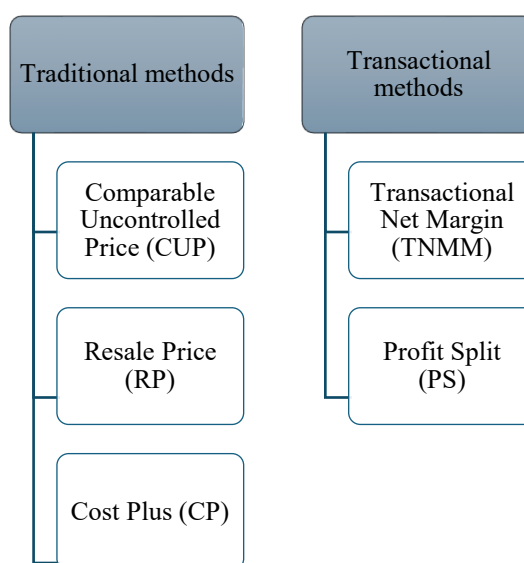 Traditional methods
Comparable
Uncontrolled
Price (CUP)
Resale Price
(RP)
Cost Plus (CP)
Transactional
methods
Transactional
Net Margin
(TNMM)
Profit Split
(PS)